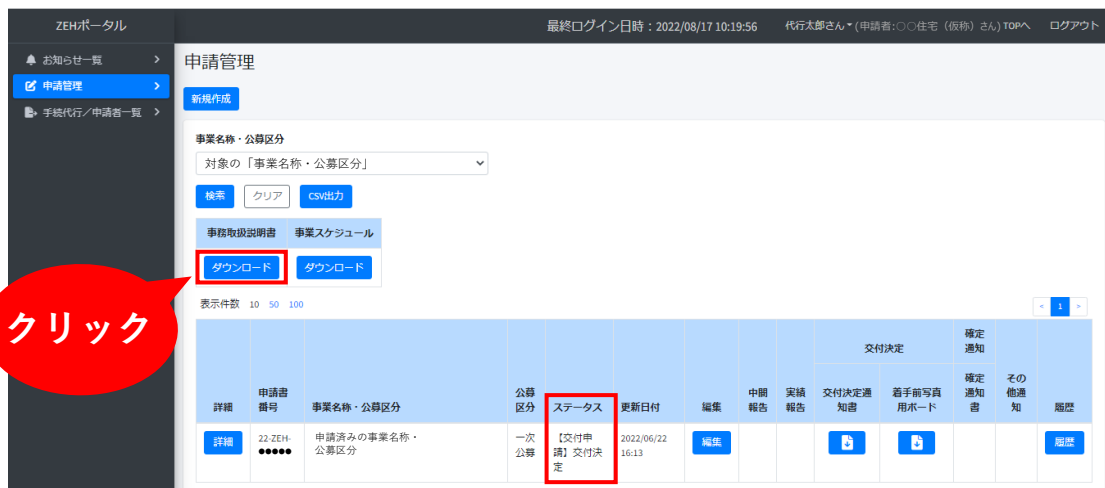 ZEHポータル
最終ログイン日時：2022/08/17 10:19:56 代行太郎さん (申請者:○○住宅（仮称）さん) TOPへ ログアウト
お知らせ一覧
申請管理
手続代行／申請者一覧
申請管理
新規作成
事業名称・公募区分
対象の「事業名称・公募区分」
検索 クリア CSV出力
事務取扱説明書 事業スケジュール
ダウンロード ダウンロード
クリック
表示件数 10 50 100
< 1 >
交付決定
確定
通知
詳細
申請書
番号
事業名称・公募区分
公募
区分
ステータス
更新日付
編集
中間
報告
実績
報告
交付決定通
知書
着手前写真
用ボード
確定
通知
書
その
他通
知
履歴
詳細
22-ZEH-
●●●●●
申請済みの事業名称・
公募区分
一次
公募
【交付申
請】交付決
定
2022/06/22
16:13
編集
履歴